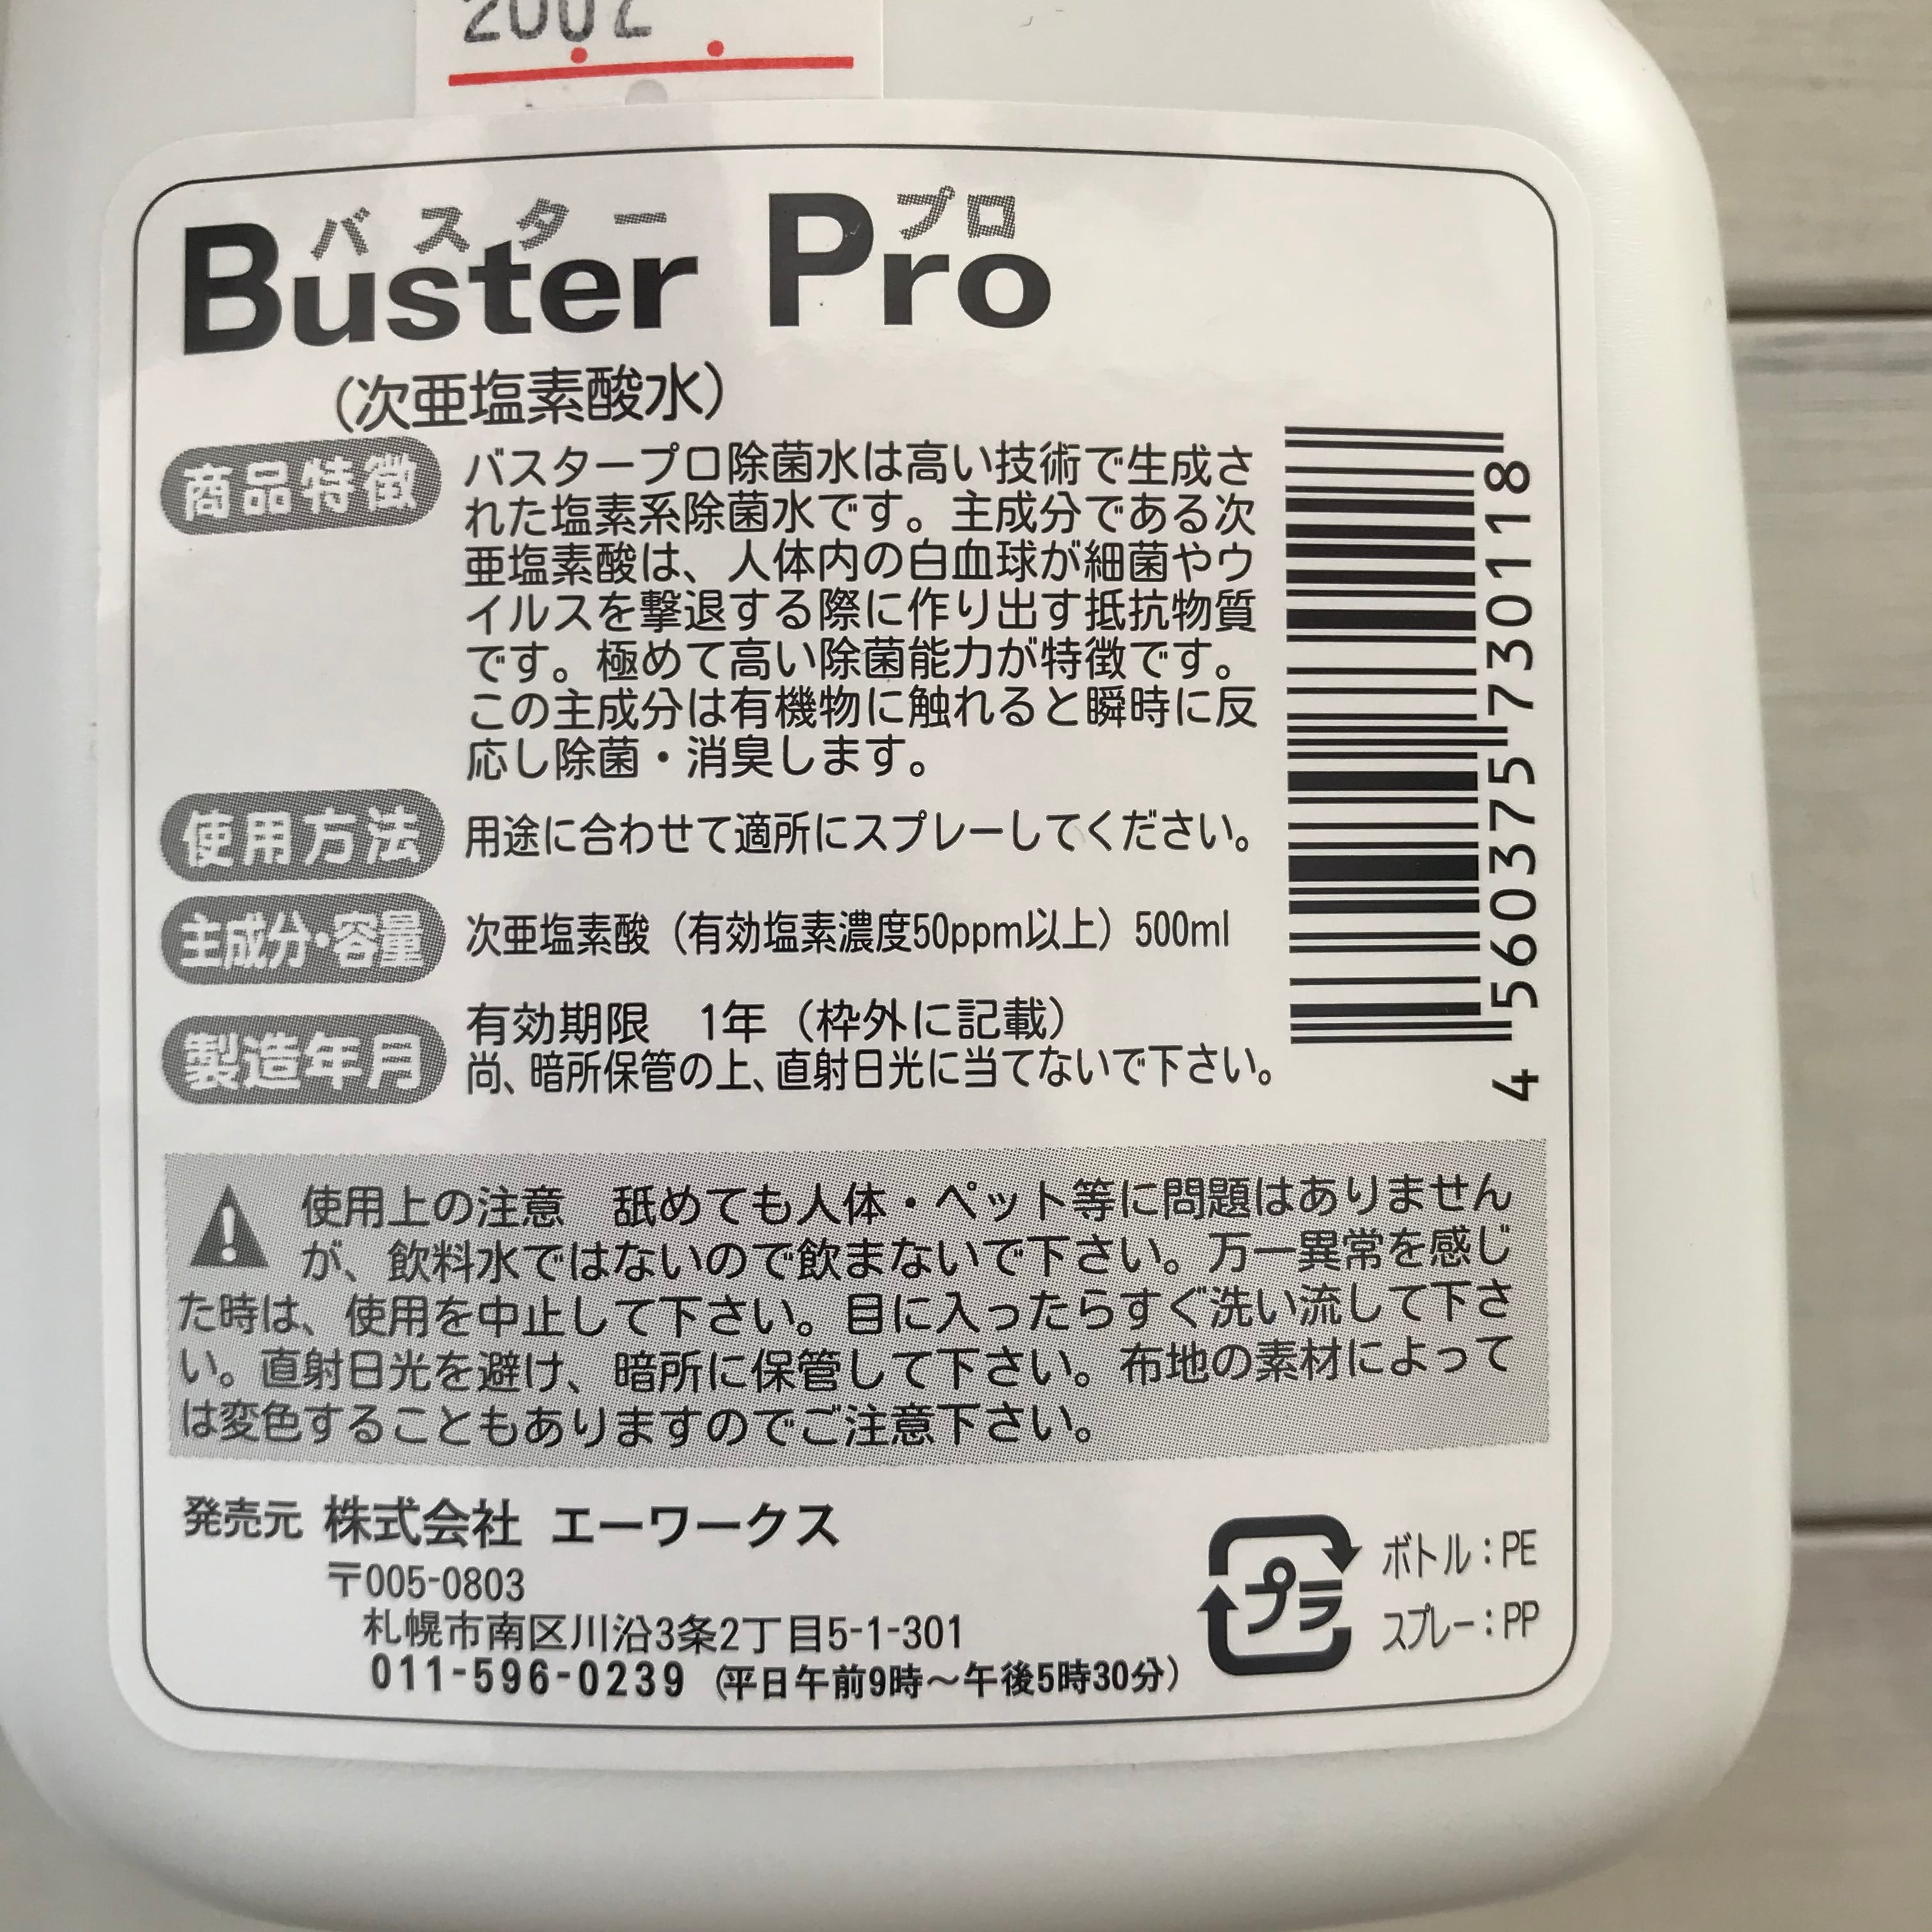 バスター プロ
Buster Pro
(次亜塩素酸水)
商品特徴
バスタープロ除菌水は高い技術で生成さ
れた塩素系除菌水です。主成分である次
亜塩素酸は、人体内の白血球が細菌やウ
イルスを撃退する際に作り出す抵抗物質
です。極めて高い除菌能力が特徴です。
この主成分は有機物に触れると瞬時に反
応し除菌・消臭します。
使用方法
用途に合わせて適所にスプレーしてください。
主成分・容量
次亜塩素酸（有効塩素濃度50ppm以上）500ml
製造年月
有効期限　1年（枠外に記載）
尚、暗所保管の上、直射日光に当てないで下さい。
4 560375 730118
使用上の注意　舐めても人体・ペット等に問題はありません
が、飲料水ではないので飲まないで下さい。万一異常を感じ
た時は、使用を中止して下さい。目に入ったらすぐ洗い流して下さ
い。直射日光を避け、暗所に保管して下さい。布地の素材によって
は変色することもありますのでご注意下さい。
発売元 株式会社 エーワークス
〒005-0803
札幌市南区川沿3条2丁目5-1-301
011-596-0239（平日午前9時～午後5時30分）
プラ
ボトル：PE
スプレー：PP